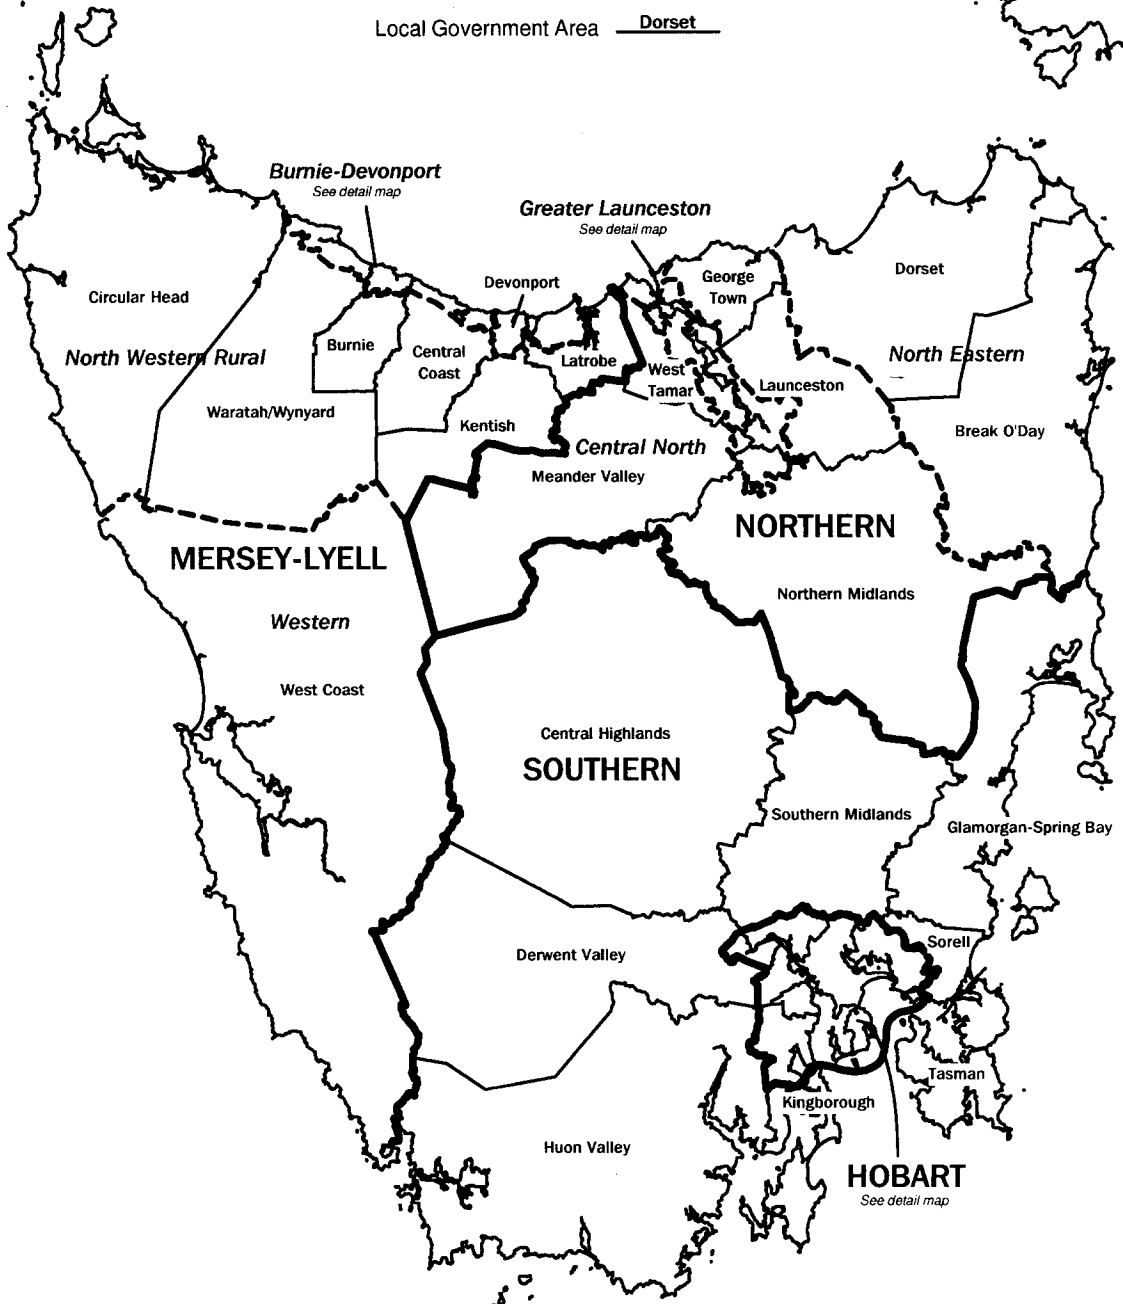 Local Government Area Dorset
Burnie-Devonport
See detail map
Greater Launceston
See detail map
George
Town
Dorset
Devonport
Circular Head
Burnie
Central
Coast
Latrobe
West
Tamar
Launceston
North Western Rural
North Eastern
Waratah/Wynyard
Kentish
Break O'Day
Central North
Meander Valley
NORTHERN
MERSEY-LYELL
Northern Midlands
Western
West Coast
Central Highlands
SOUTHERN
Southern Midlands
Glamorgan-Spring Bay
Derwent Valley
Sorell
Tasman
Kingborough
Huon Valley
HOBART
See detail map